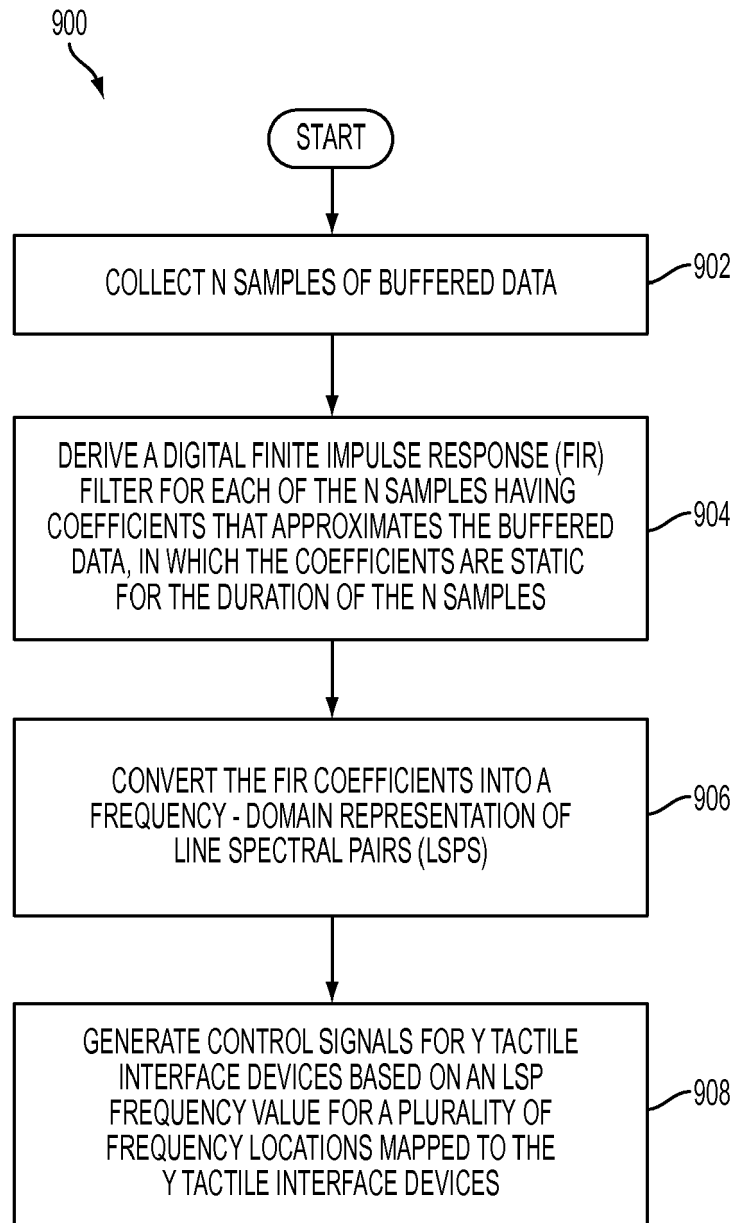 900
START
COLLECT N SAMPLES OF BUFFERED DATA
902
DERIVE A DIGITAL FINITE IMPULSE RESPONSE (FIR)
FILTER FOR EACH OF THE N SAMPLES HAVING
COEFFICIENTS THAT APPROXIMATES THE BUFFERED
DATA, IN WHICH THE COEFFICIENTS ARE STATIC
FOR THE DURATION OF THE N SAMPLES
904
CONVERT THE FIR COEFFICIENTS INTO A
FREQUENCY - DOMAIN REPRESENTATION OF
LINE SPECTRAL PAIRS (LSPS)
906
GENERATE CONTROL SIGNALS FOR Y TACTILE
INTERFACE DEVICES BASED ON AN LSP
FREQUENCY VALUE FOR A PLURALITY OF
FREQUENCY LOCATIONS MAPPED TO THE
Y TACTILE INTERFACE DEVICES
908